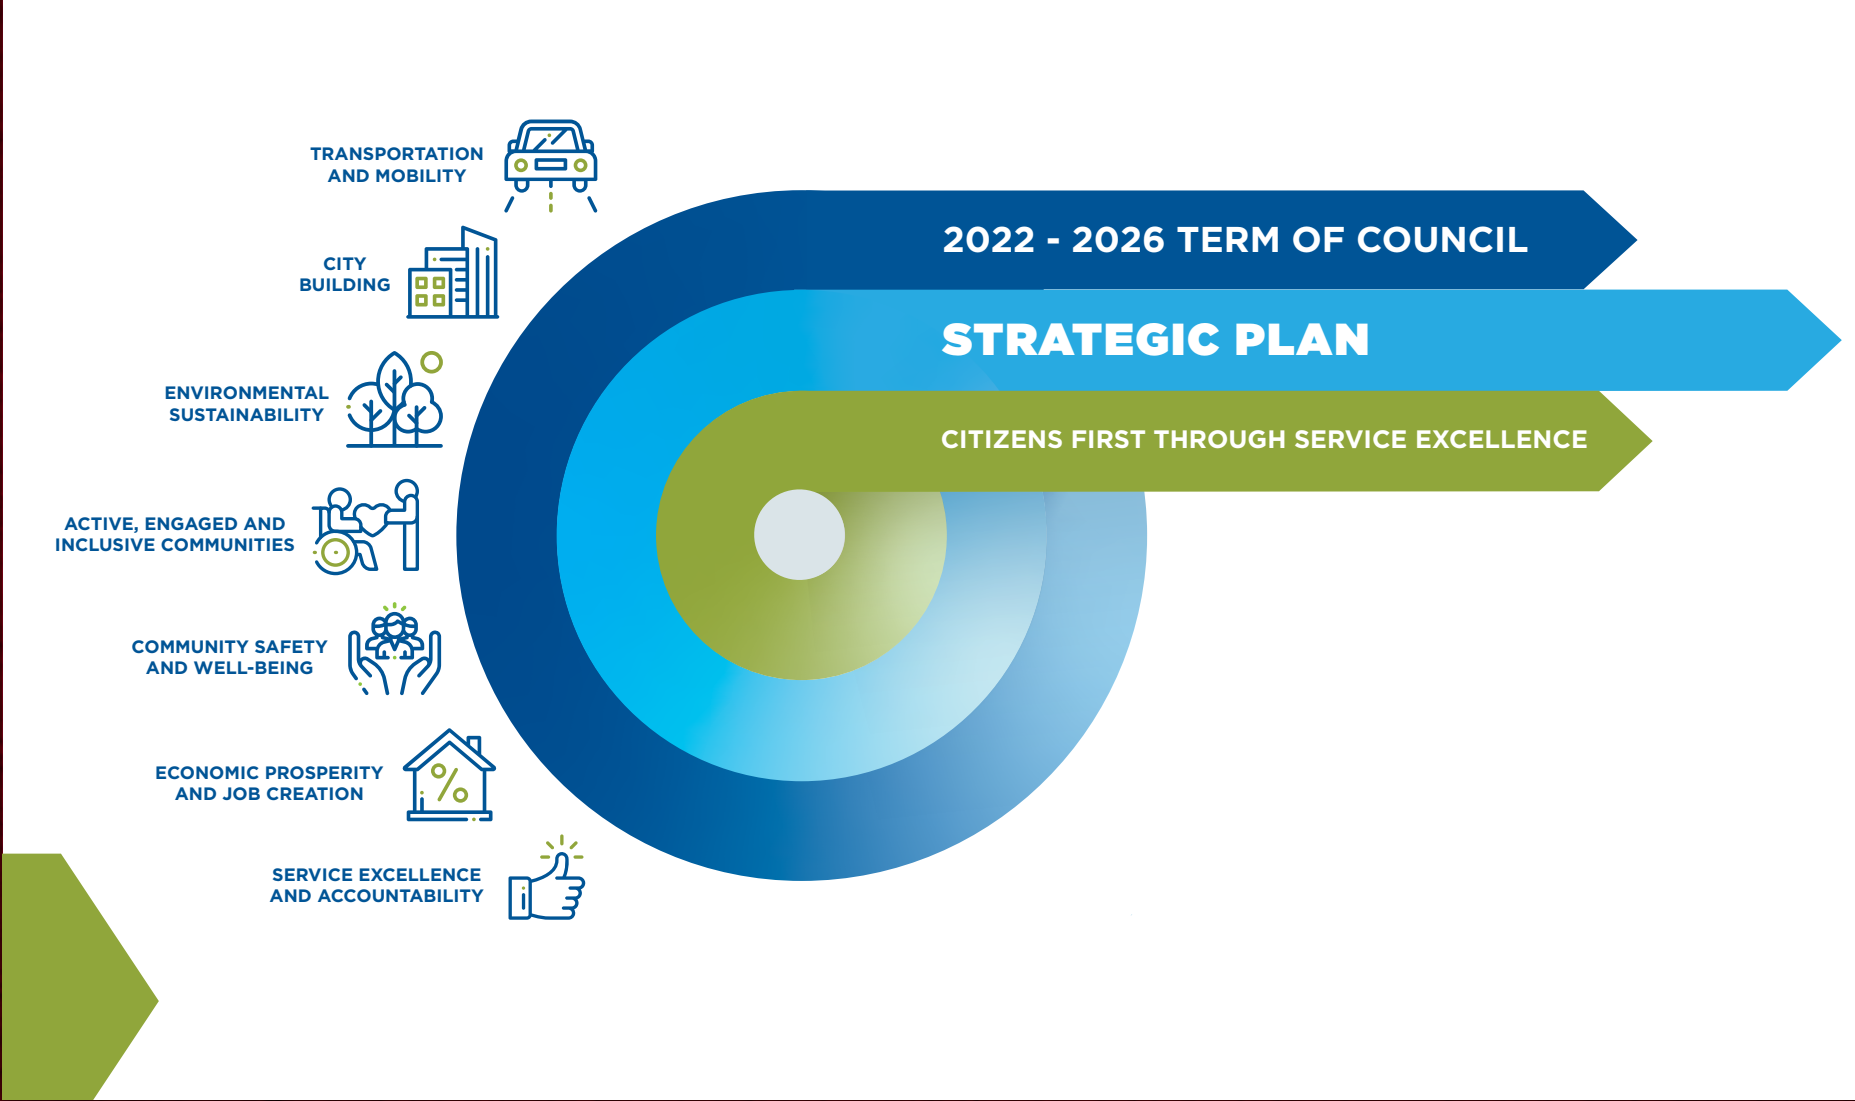 TRANSPORTATION
AND MOBILITY
CITY
BUILDING
ENVIRONMENTAL
SUSTAINABILITY
ACTIVE, ENGAGED AND
INCLUSIVE COMMUNITIES
COMMUNITY SAFETY
AND WELL-BEING
ECONOMIC PROSPERITY
AND JOB CREATION
SERVICE EXCELLENCE
AND ACCOUNTABILITY
2022 - 2026 TERM OF COUNCIL
STRATEGIC PLAN
CITIZENS FIRST THROUGH SERVICE EXCELLENCE